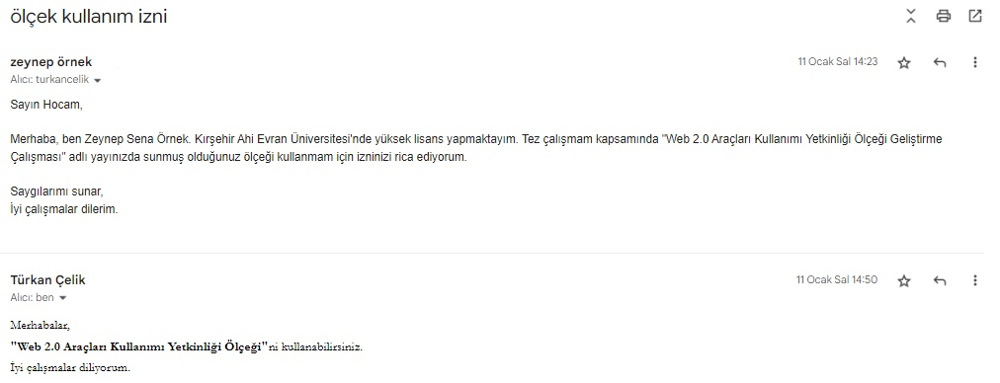 ölçek kullanım izni
zeynep örnek
11 Ocak Sal 14:23
Alıcı: turkancelik
Sayın Hocam,
Merhaba, ben Zeynep Sena Örnek. Kırşehir Ahi Evran Üniversitesi'nde yüksek lisans yapmaktayım. Tez çalışmam kapsamında "Web 2.0 Araçları Kullanımı Yetkinliği Ölçeği Geliştirme
Çalışması" adlı yayınızda sunmuş olduğunuz ölçeği kullanmam için izninizi rica ediyorum.
Saygılarımı sunar,
İyi çalışmalar dilerim.
Türkan Çelik
11 Ocak Sal 14:50
Alıcı: ben
Merhabalar,
"Web 2.0 Araçları Kullanımı Yetkinliği Ölçeği"ni kullanabilirsiniz.
İyi çalışmalar diliyorum.